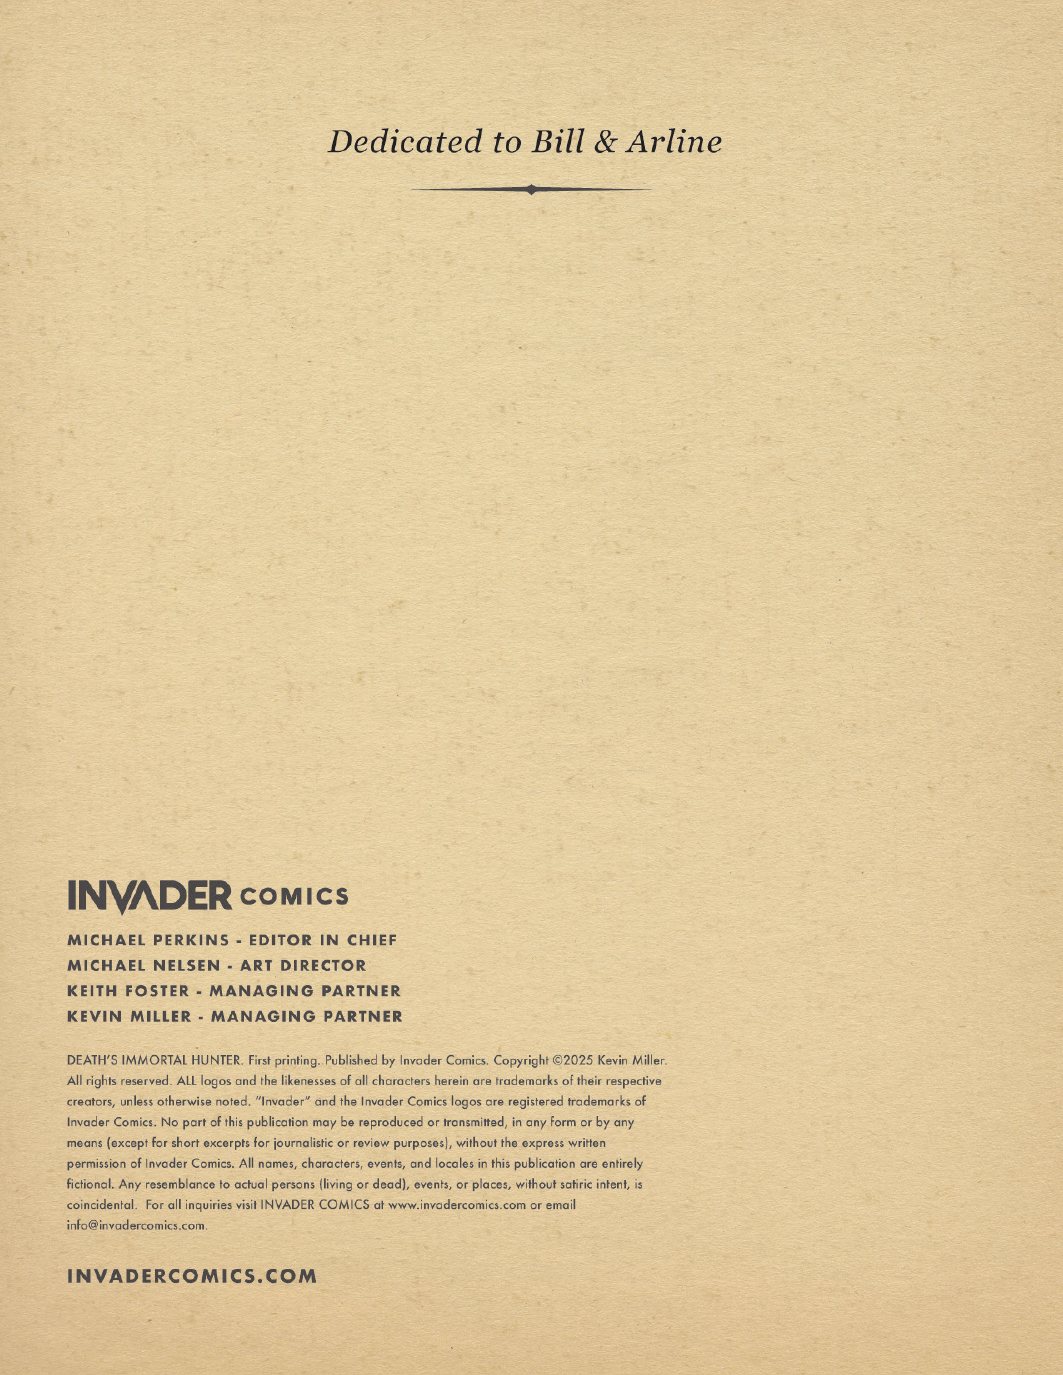 Dedicated to Bill & Arline
INVADER COMICS
MICHAEL PERKINS - EDITOR IN CHIEF
MICHAEL NELSEN - ART DIRECTOR
KEITH FOSTER - MANAGING PARTNER
KEVIN MILLER - MANAGING PARTNER
DEATH'S IMMORTAL HUNTER. First printing. Published by Invader Comics. Copyright ©2025 Kevin Miller.
All rights reserved. ALL logos and the likenesses of all characters herein are trademarks of their respective
creators, unless otherwise noted. “Invader” and the Invader Comics logos are registered trademarks of
Invader Comics. No part of this publication may be reproduced or transmitted, in any form or by any
means (except for short excerpts for journalistic or review purposes), without the express written
permission of Invader Comics. All names, characters, events, and locales in this publication are entirely
fictional. Any resemblance to actual persons (living or dead), events, or places, without satiric intent, is
coincidental.  For all inquiries visit INVADER COMICS at www.invadercomics.com or email
info@invadercomics.com.
INVADERCOMICS.COM